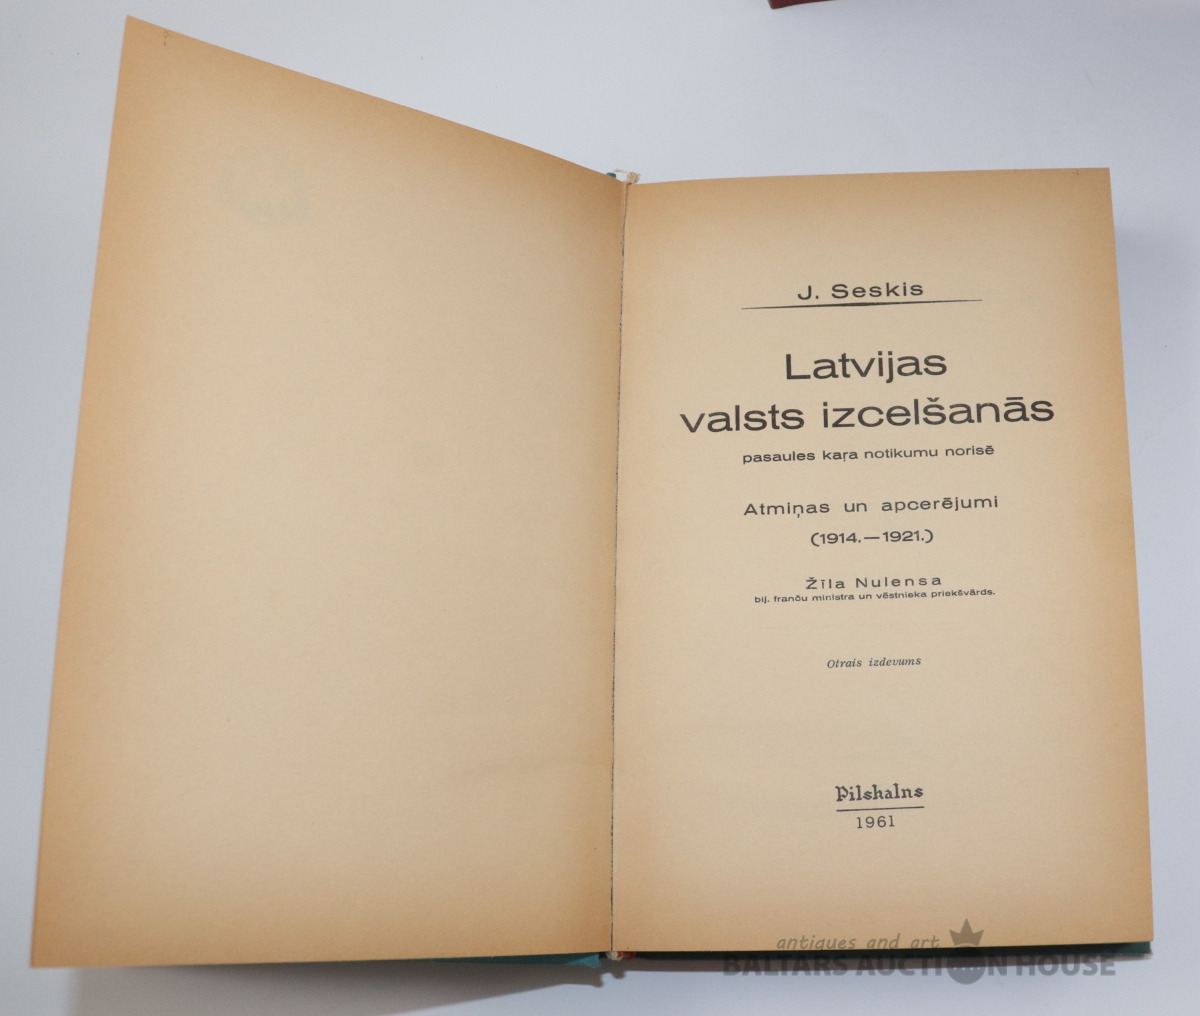 J. Seskis
Latvijas
valsts izcelšanās
pasaules kaŗa notikumu norisē
Atmiņas un apcerējumi
(1914.—1921.)
Žīla Nulensa
bij. franču ministra un vēstnieka priekšvārds.
Otrais izdevums
Pilskalns
1961
antiques and art
BALTARS AUCTION HOUSE